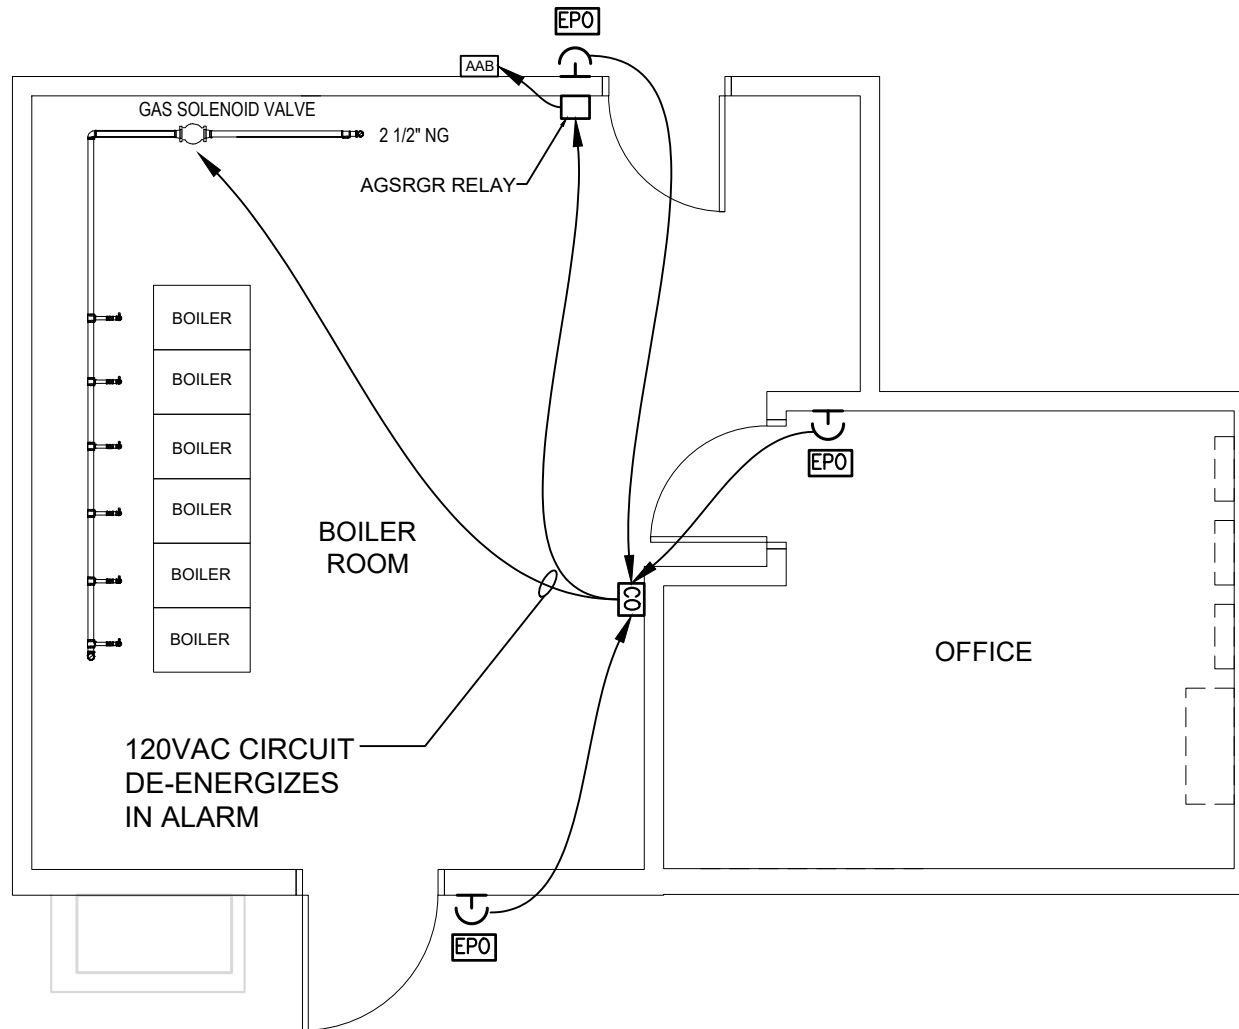 EPO
AAB
GAS SOLENOID VALVE
2 1/2" NG
AGSRGR RELAY
BOILER
BOILER
BOILER
BOILER
BOILER
BOILER
BOILER
ROOM
EPO
CO
OFFICE
120VAC CIRCUIT
DE-ENERGIZES
IN ALARM
EPO